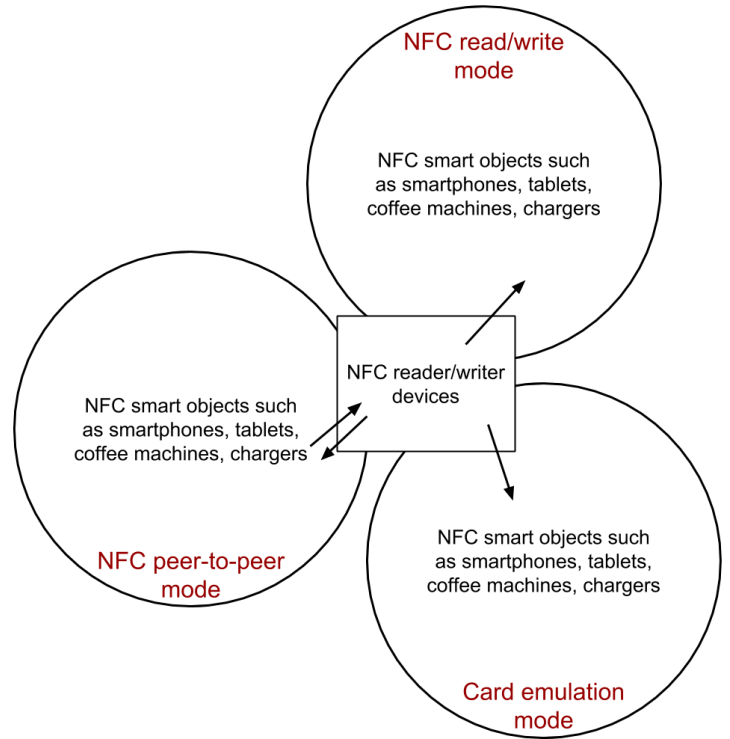 NFC read/write
mode
NFC smart objects such
as smartphones, tablets,
coffee machines, chargers
NFC reader/writer
devices
NFC smart objects such
as smartphones, tablets,
coffee machines, chargers
NFC peer-to-peer
mode
NFC smart objects such
as smartphones, tablets,
coffee machines, chargers
Card emulation
mode